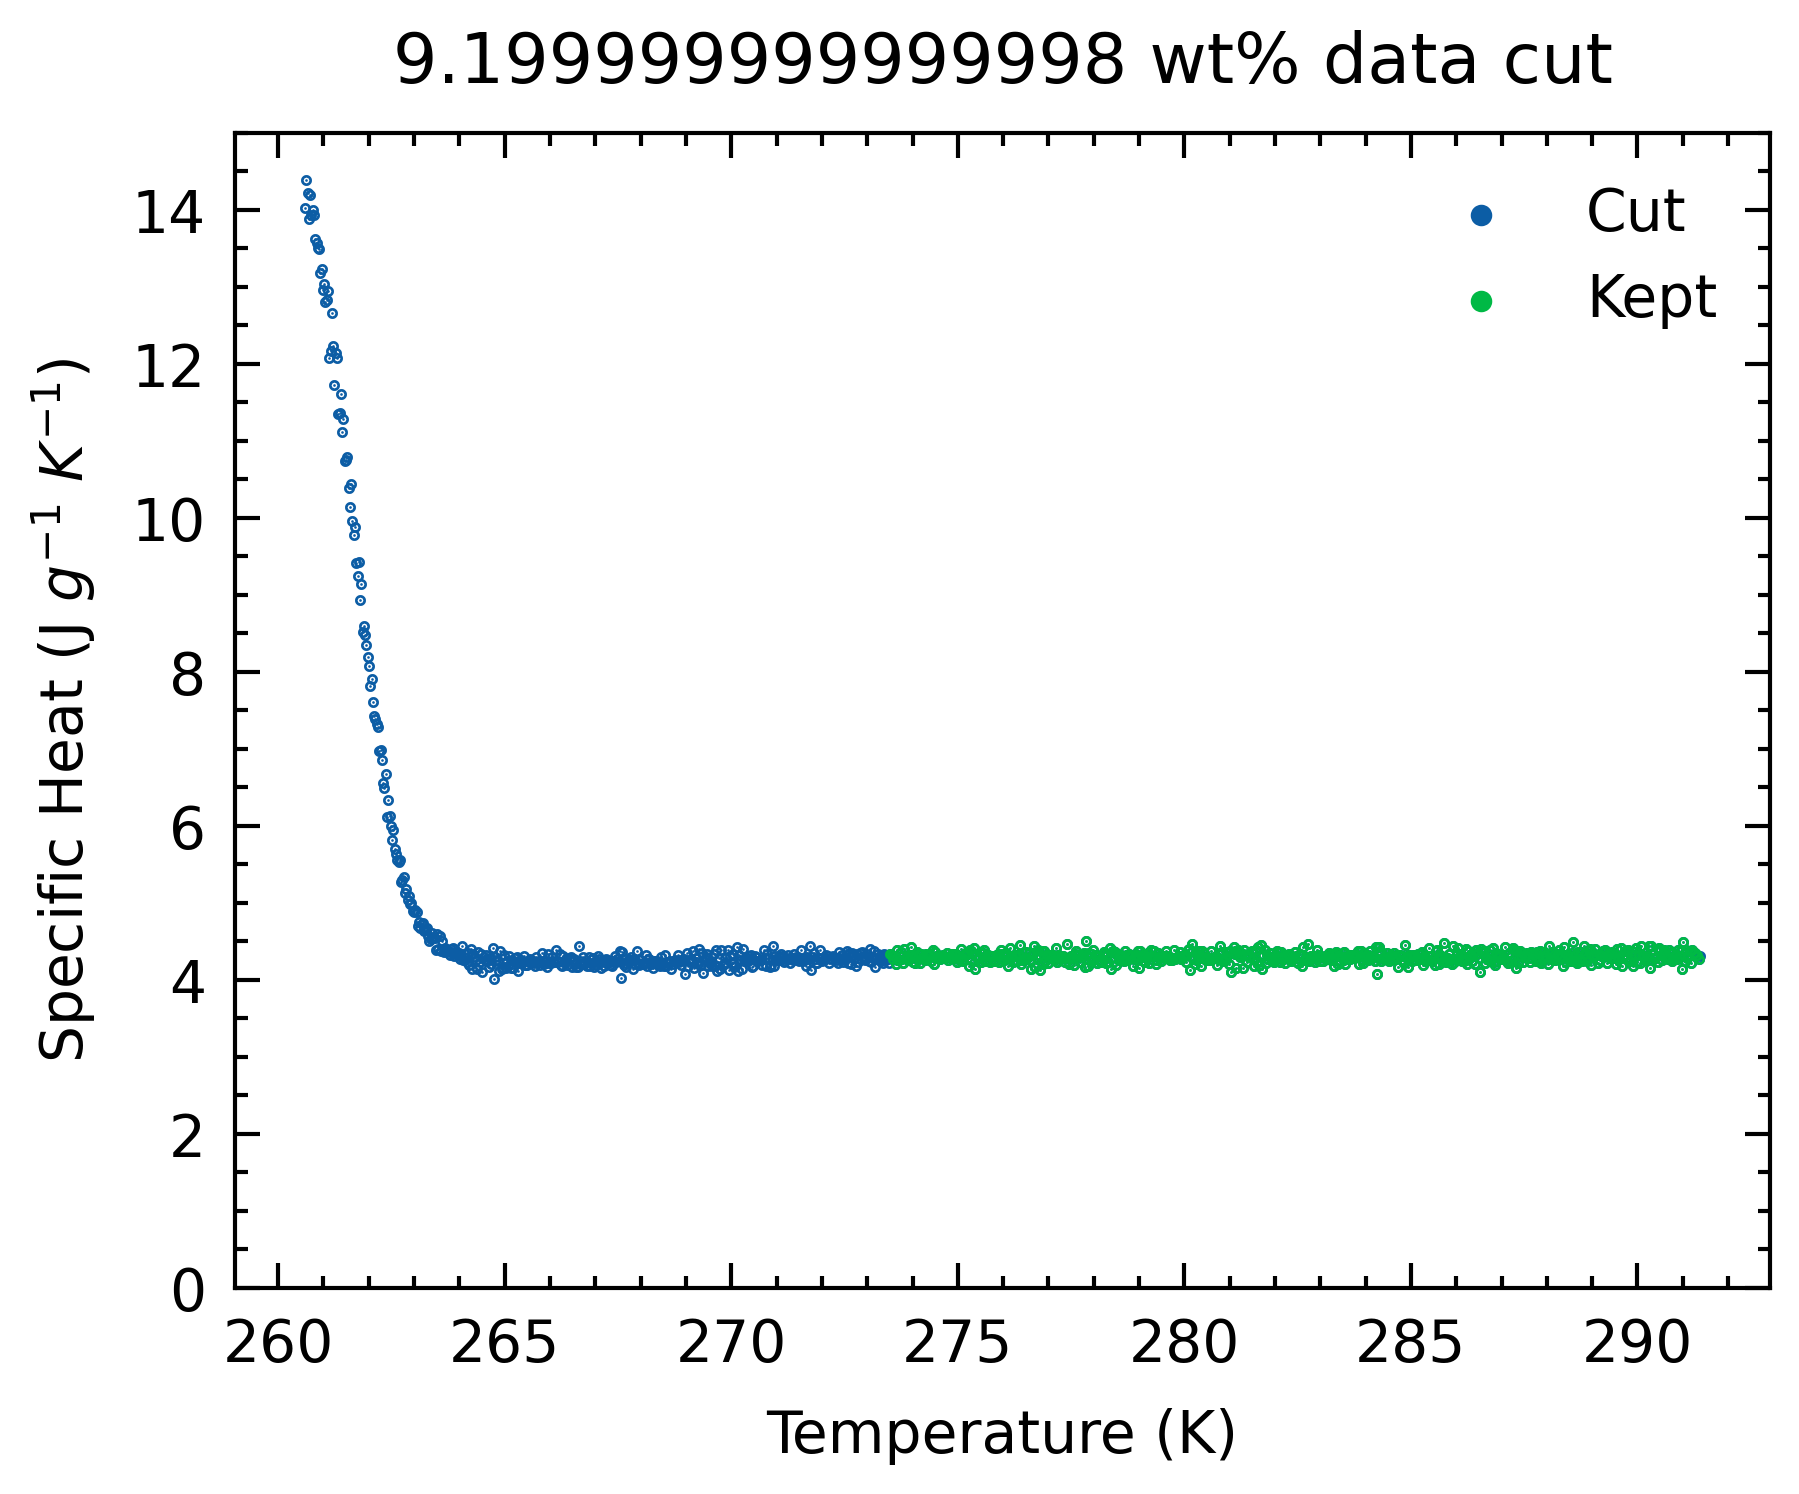 9.199999999999998 wt% data cut
Cut
Kept
Specific Heat (J g⁻¹ K⁻¹)
14
12
10
8
6
4
2
0
260 265 270 275 280 285 290
Temperature (K)